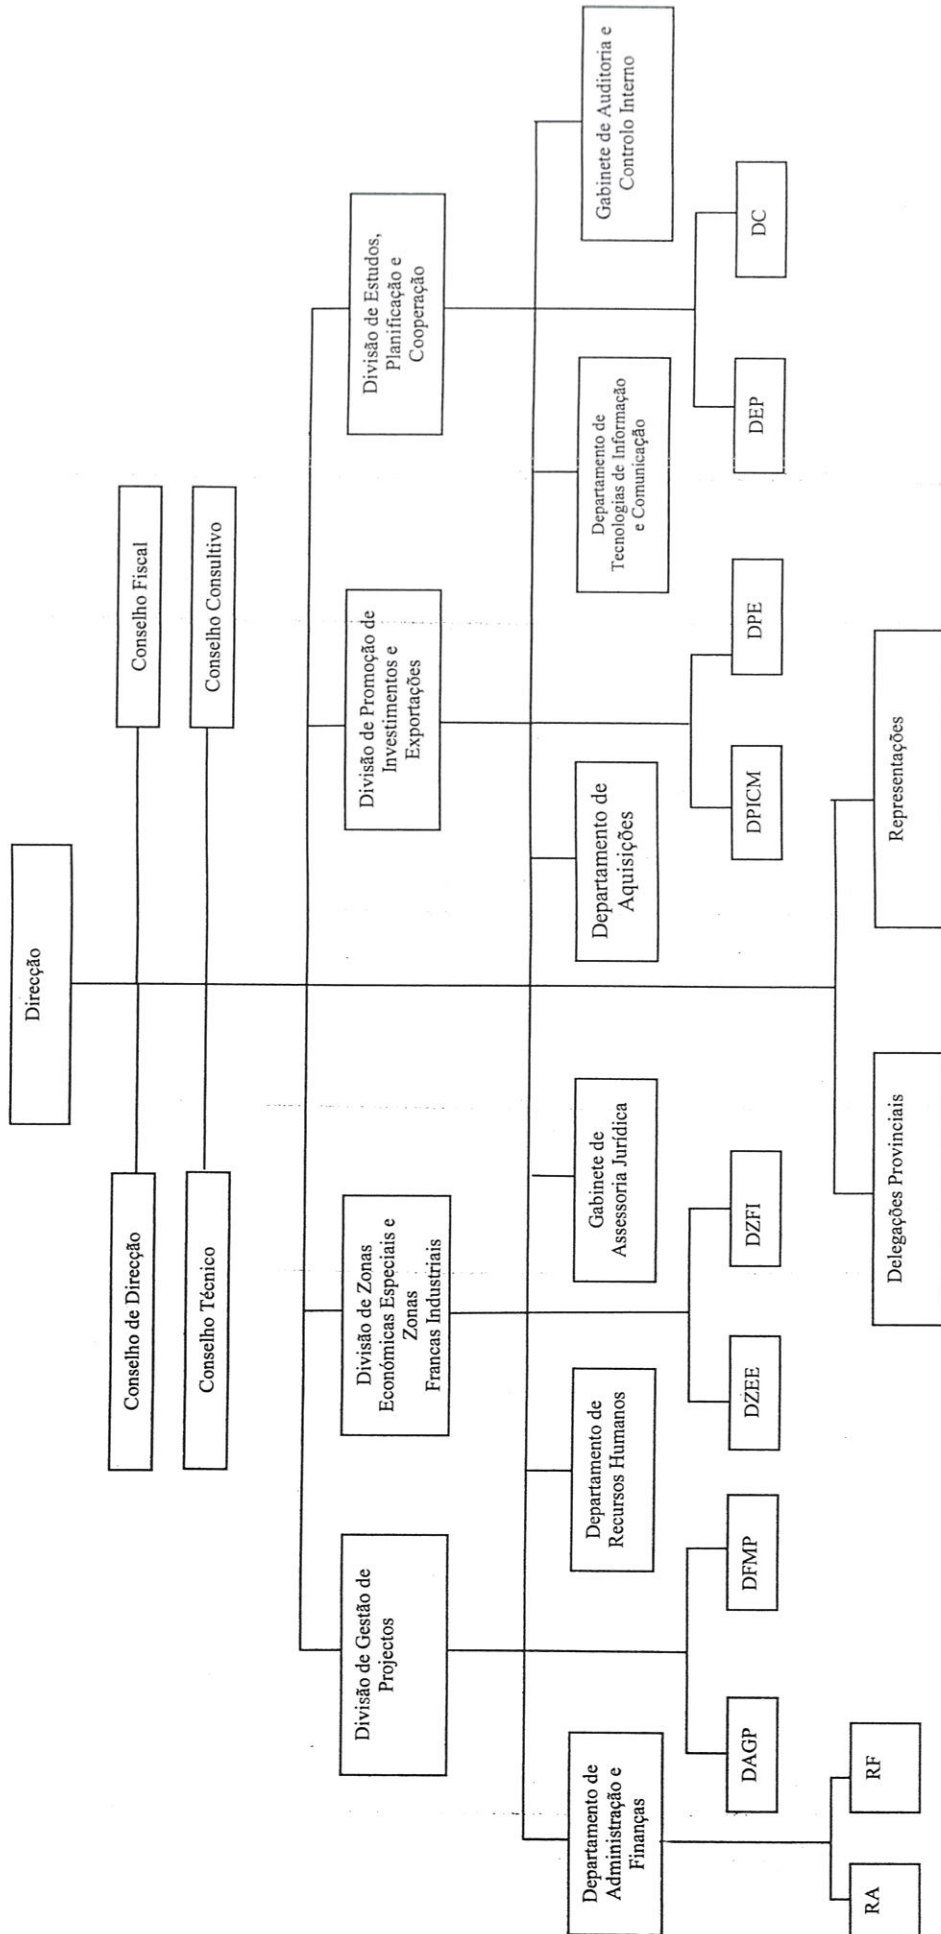 Direcção
Conselho de Direcção
Conselho Fiscal
Conselho Técnico
Conselho Consultivo
Divisão de Gestão de
Projectos
Divisão de Zonas
Económicas Especiais e
Zonas
Francas Industriais
Divisão de Promoção de
Investimentos e
Exportações
Divisão de Estudos,
Planificação e
Cooperação
Departamento de
Administração e
Finanças
Departamento de
Recursos Humanos
Gabinete de
Assessoria Jurídica
Departamento de
Aquisições
Departamento de
Tecnologias de Informação
e Comunicação
Gabinete de Auditoria e
Controlo Interno
DAGP
DFMP
DZEE
DZFI
DPICM
DPE
DEP
DC
RA
RF
Delegações Provinciais
Representações